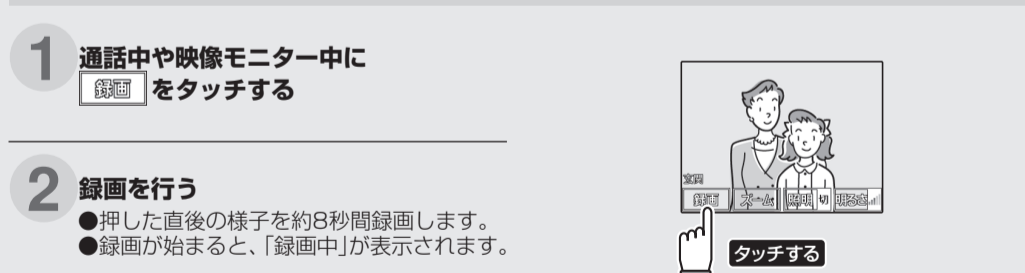 1
通話中や映像モニター中に
録画 をタッチする
2
録画を行う
●押した直後の様子を約8秒間録画します。
●録画が始まると、「録画中」が表示されます。
玄関
録画 ズーム 照明 切 明るさ
タッチする